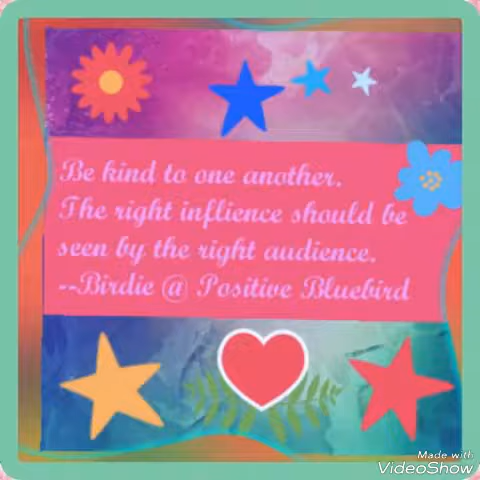 Be kind to one another.
The right inflience should be
seen by the right audience.
--Birdie @ Positive Bluebird
Made with
VideoShow